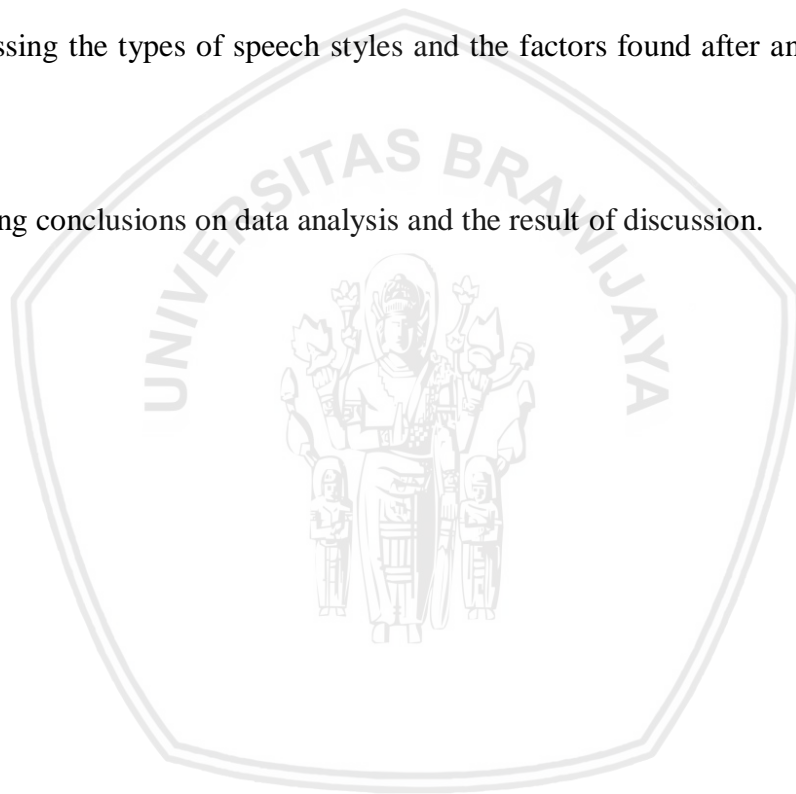 ssing the types of speech styles and the factors found after an
ng conclusions on data analysis and the result of discussion.
UNIVERSITAS BRAWIJAYA